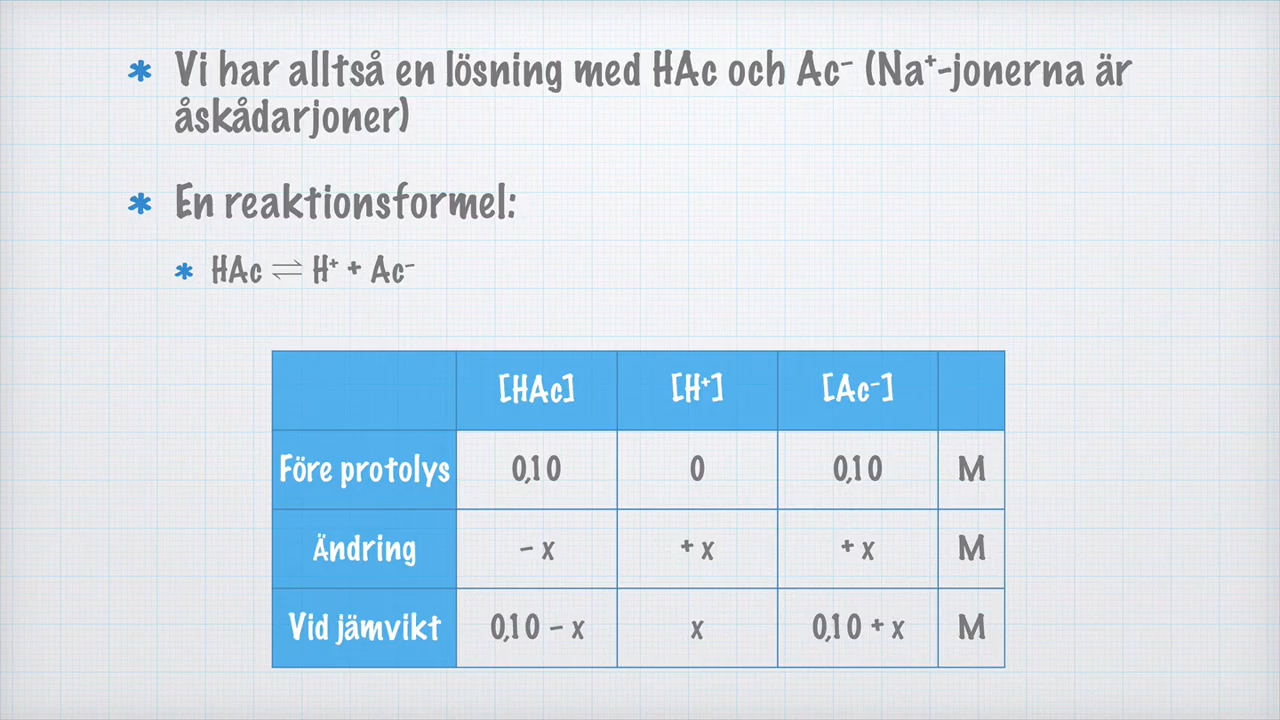 * Vi har alltså en lösning med HAc och Ac⁻ (Na⁺-jonerna är
åskådarjoner)
* En reaktionsformel:
* HAc ⇌ H⁺ + Ac⁻
[HAc] [H⁺] [Ac⁻]
Före protolys 0,10 0 0,10 M
Ändring – x + x + x M
Vid jämvikt 0,10 – x x 0,10 + x M